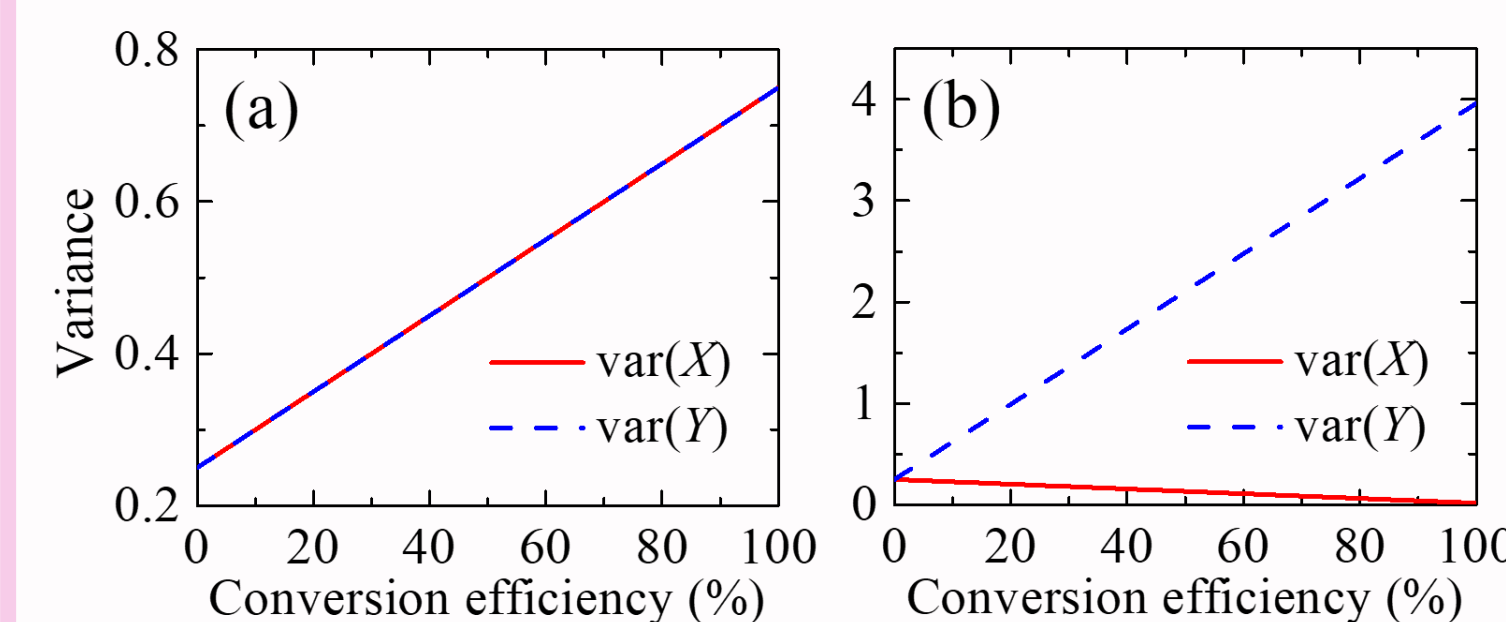 (a)
Variance
0.8
0.6
0.4
0.2
var(X)
var(Y)
0 20 40 60 80 100
Conversion efficiency (%)
(b)
4
3
2
1
0
var(X)
var(Y)
0 20 40 60 80 100
Conversion efficiency (%)